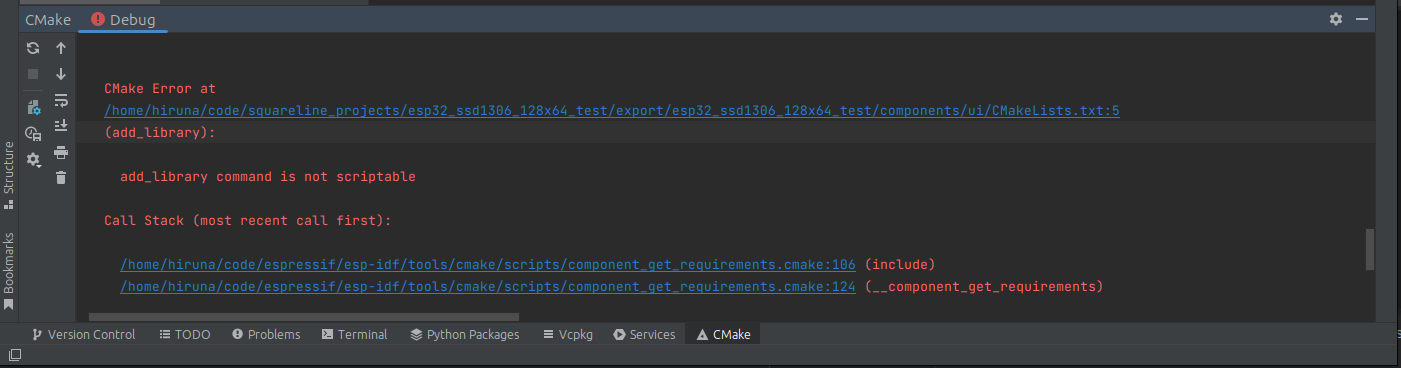 CMake
Debug
CMake Error at
/home/hiruna/code/squareline_projects/esp32_ssd1306_128x64_test/export/esp32_ssd1306_128x64_test/components/ui/CMakeLists.txt:5
(add_library):
add_library command is not scriptable
Call Stack (most recent call first):
/home/hiruna/code/espressif/esp-idf/tools/cmake/scripts/component_get_requirements.cmake:106 (include)
/home/hiruna/code/espressif/esp-idf/tools/cmake/scripts/component_get_requirements.cmake:124 (__component_get_requirements)
Structure
Bookmarks
Version Control
TODO
Problems
Terminal
Python Packages
Vcpkg
Services
CMake